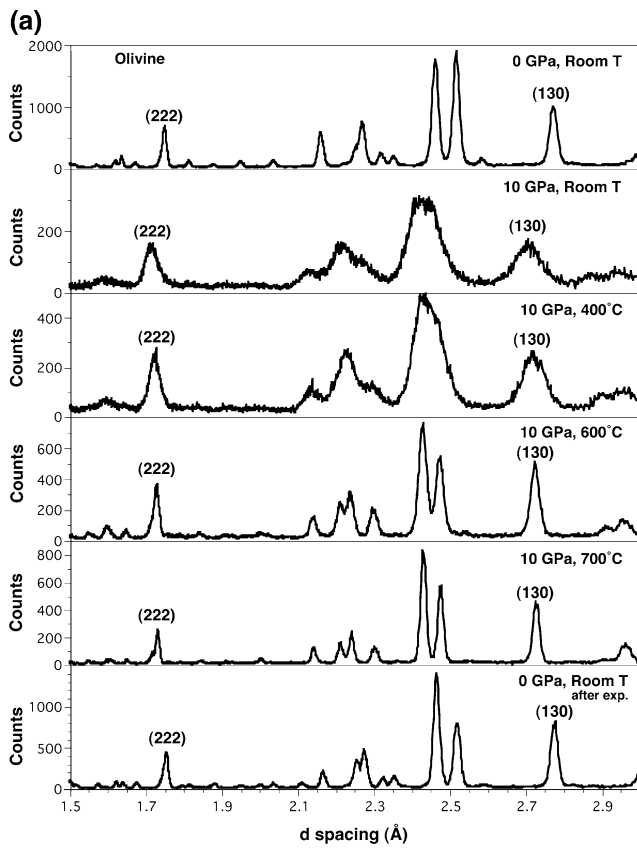 (a)
2000
Olivine
0 GPa, Room T
(222)
(130)
1000
Counts
0
10 GPa, Room T
(222)
(130)
200
Counts
0
10 GPa, 400°C
400
(222)
(130)
200
Counts
0
10 GPa, 600°C
600
(222)
(130)
400
200
Counts
0
10 GPa, 700°C
800
600
(222)
(130)
400
200
Counts
0
0 GPa, Room T
after exp.
1000
(222)
(130)
500
Counts
0
1.5 1.7 1.9 2.1 2.3 2.5 2.7 2.9
d spacing (Å)